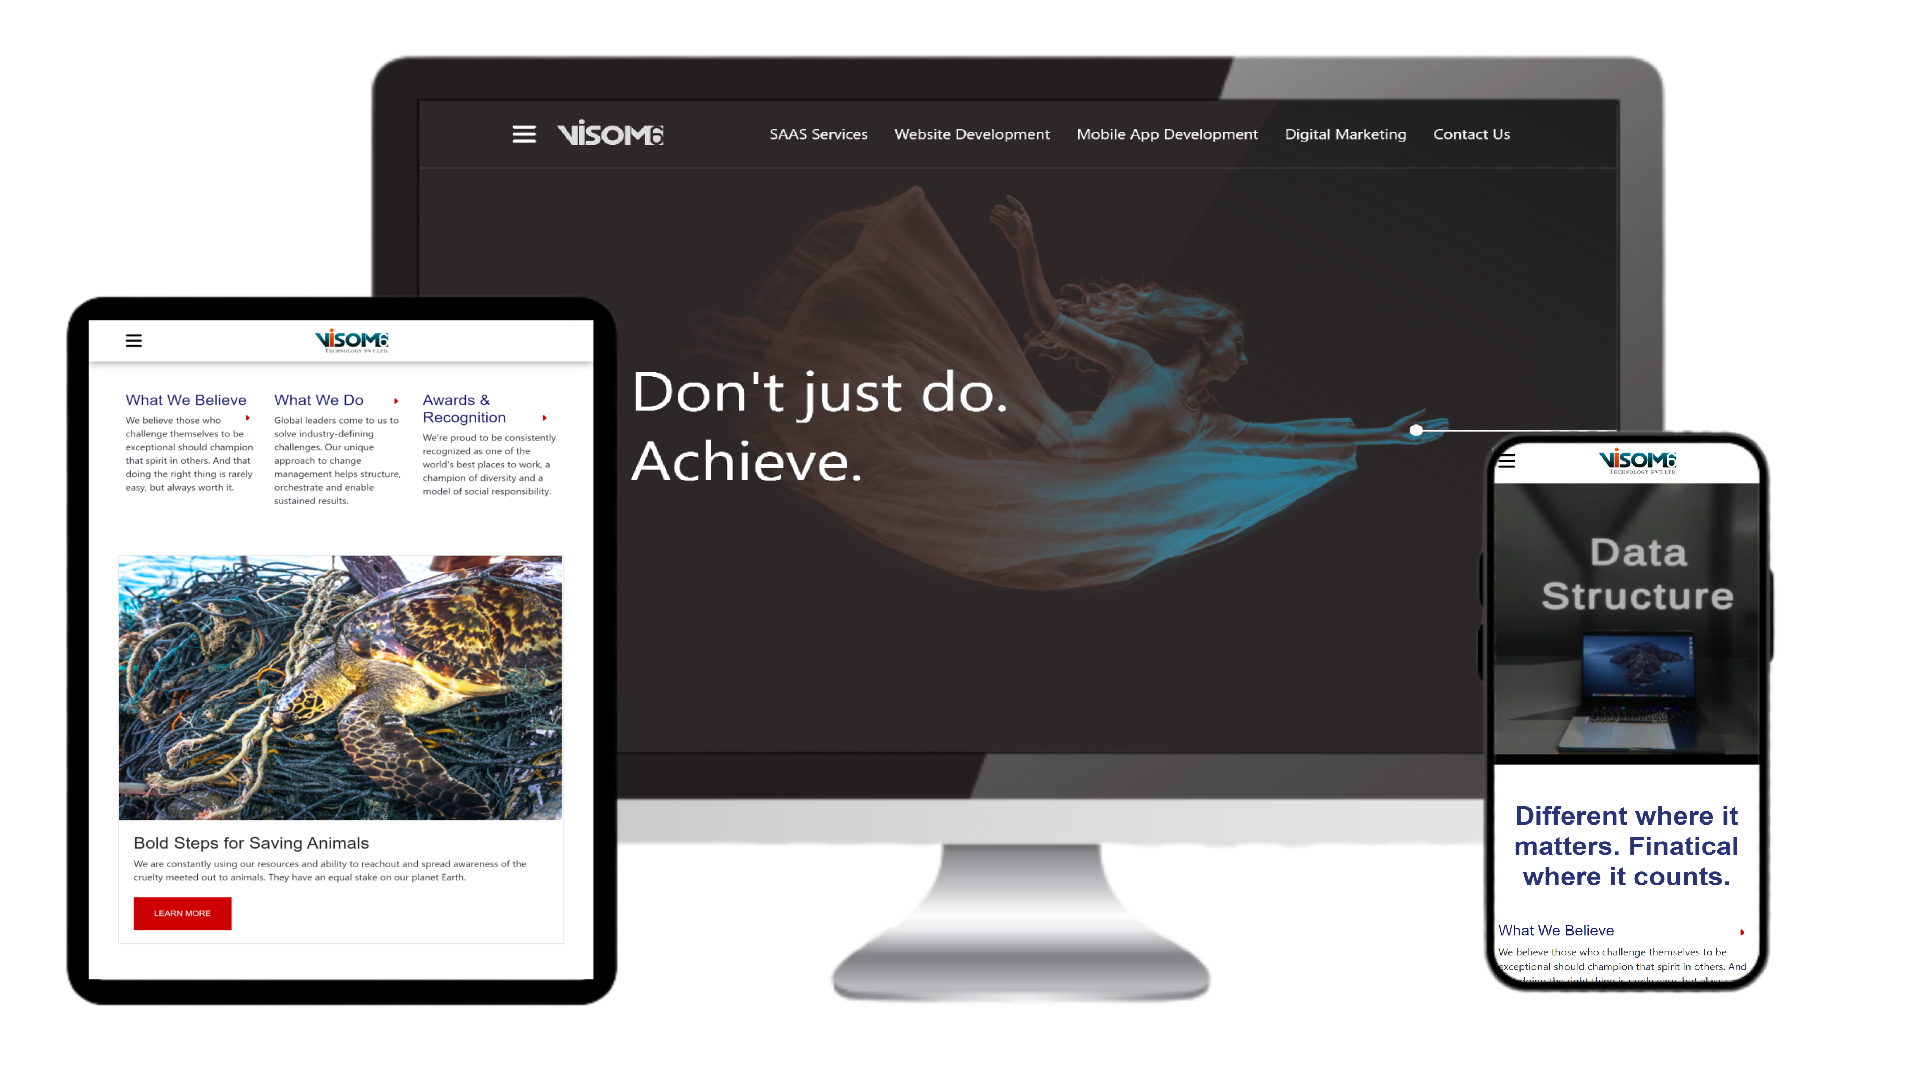 VISOM6
SAAS Services
Website Development
Mobile App Development
Digital Marketing
Contact Us
Don't just do.
Achieve.
VISOM6
TECHNOLOGY PVT.LTD.
What We Believe
We believe those who
challenge themselves to be
exceptional should champion
that spirit in others. And that
doing the right thing is rarely
easy, but always worth it.
What We Do
Global leaders come to us to
solve industry-defining
challenges. Our unique
approach to change
management helps structure,
orchestrate and enable
sustained results.
Awards &
Recognition
We're proud to be consistently
recognized as one of the
world's best places to work, a
champion of diversity and a
model of social responsibility.
Bold Steps for Saving Animals
We are constantly using our resources and ability to reachout and spread awareness of the
cruelty meeted out to animals. They have an equal stake on our planet Earth.
LEARN MORE
VISOM6
TECHNOLOGY PVT.LTD.
Data
Structure
Different where it
matters. Finatical
where it counts.
What We Believe
We believe those who challenge themselves to be
exceptional should champion that spirit in others. And
doing the right thing is rarely easy, but always